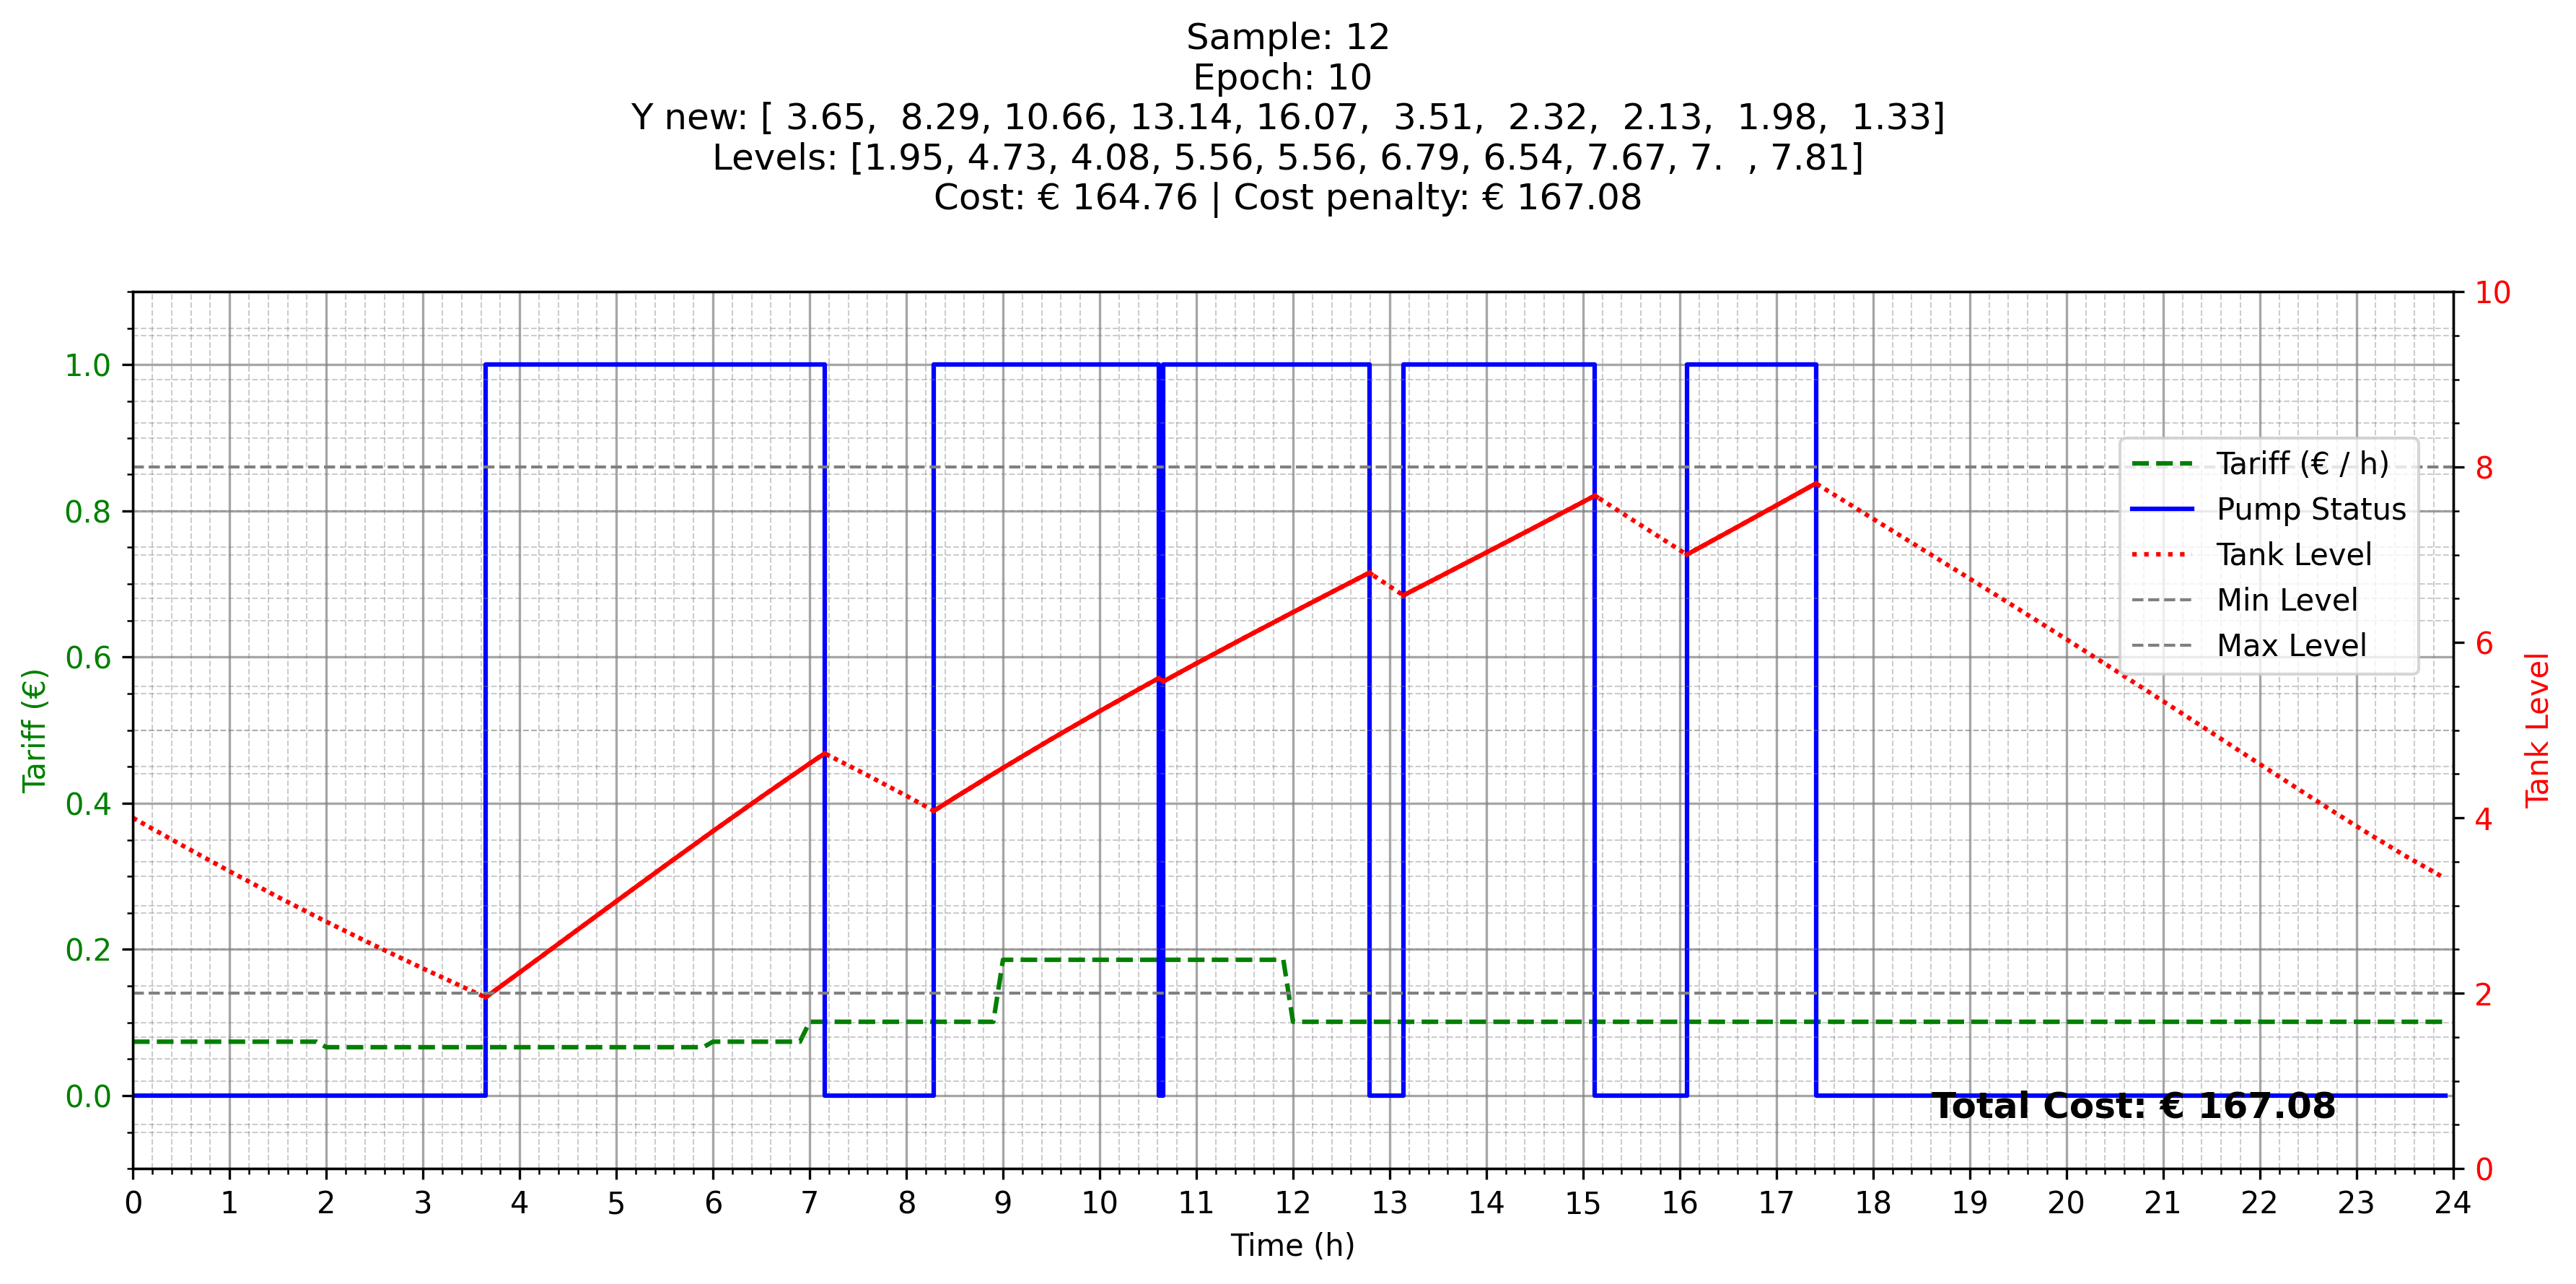 Sample: 12
Epoch: 10
Y new: [ 3.65,  8.29, 10.66, 13.14, 16.07,  3.51,  2.32,  2.13,  1.98,  1.33]
Levels: [1.95, 4.73, 4.08, 5.56, 5.56, 6.79, 6.54, 7.67, 7.  , 7.81]
Cost: € 164.76 | Cost penalty: € 167.08
1.0
0.8
0.6
0.4
0.2
0.0
Tariff (€)
10
8
6
4
2
0
Tank Level
Tariff (€ / h)
Pump Status
Tank Level
Min Level
Max Level
Total Cost: € 167.08
0 1 2 3 4 5 6 7 8 9 10 11 12 13 14 15 16 17 18 19 20 21 22 23 24
Time (h)